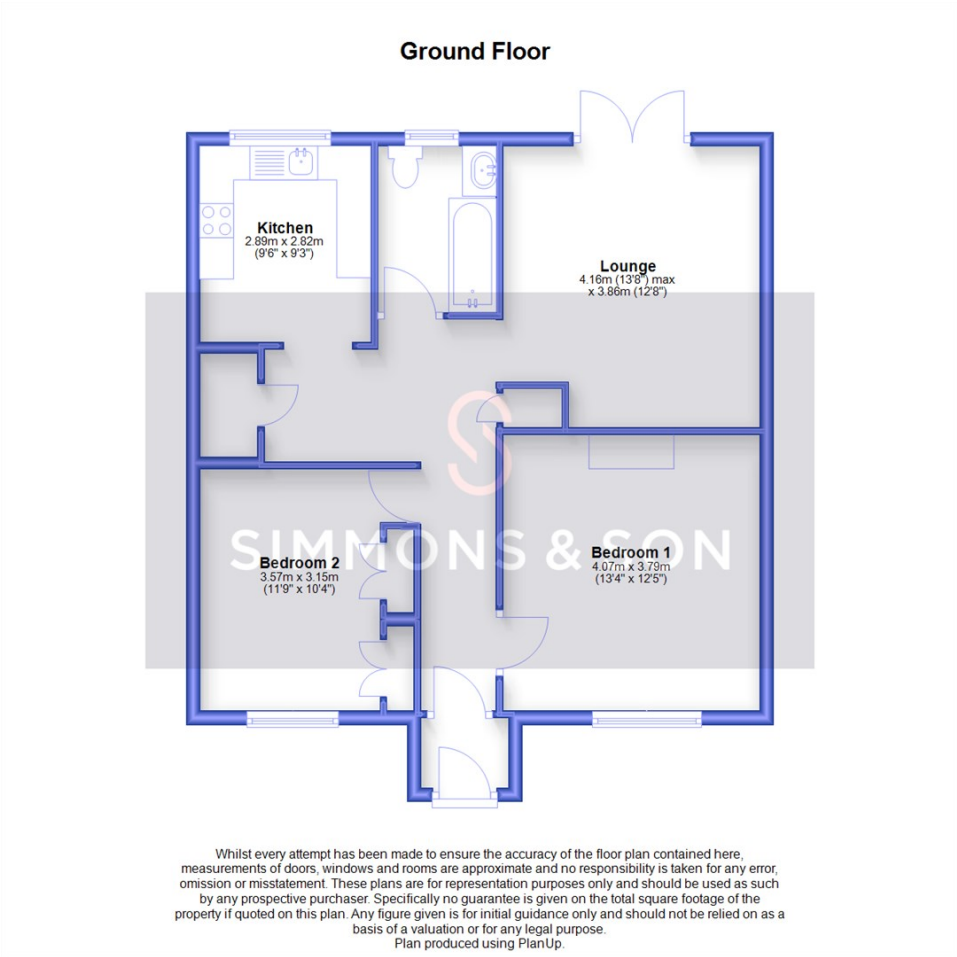 Ground Floor
Kitchen
2.89m x 2.82m
(9'6" x 9'3")
Lounge
4.16m (13'8") max
x 3.86m (12'8")
SIMMONS & SON
Bedroom 2
3.57m x 3.15m
(11'9" x 10'4")
Bedroom 1
4.07m x 3.79m
(13'4" x 12'5")
Whilst every attempt has been made to ensure the accuracy of the floor plan contained here,
measurements of doors, windows and rooms are approximate and no responsibility is taken for any error,
omission or misstatement. These plans are for representation purposes only and should be used as such
by any prospective purchaser. Specifically no guarantee is given on the total square footage of the
property if quoted on this plan. Any figure given is for initial guidance only and should not be relied on as a
basis of a valuation or for any legal purpose.
Plan produced using PlanUp.